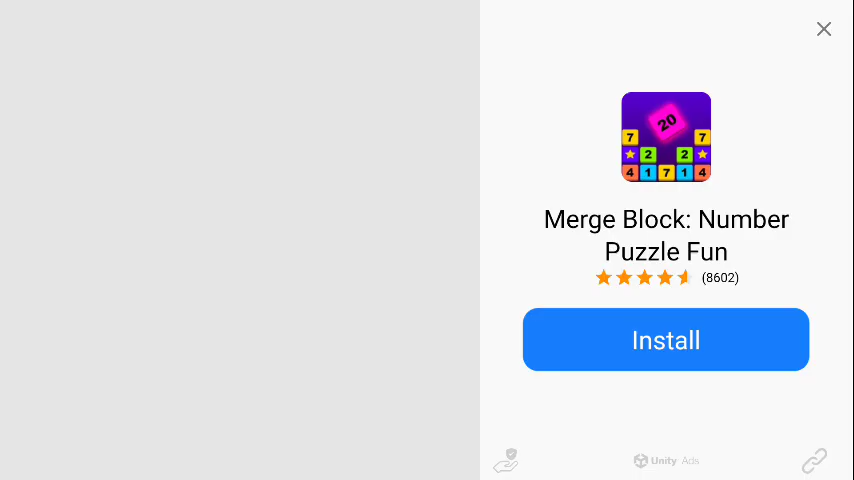 20
7 7
2 2
4 1 7 1 4
Merge Block: Number
Puzzle Fun
(8602)
Install
Unity Ads